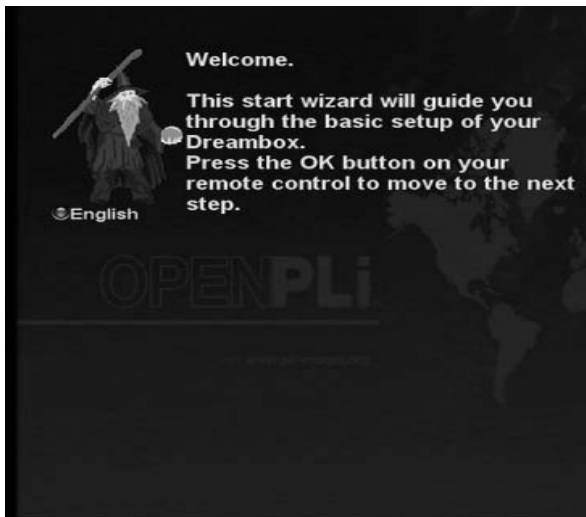 Welcome.
This start wizard will guide you
through the basic setup of your
Dreambox.
Press the OK button on your
remote control to move to the next
step.
English
OPENPLi